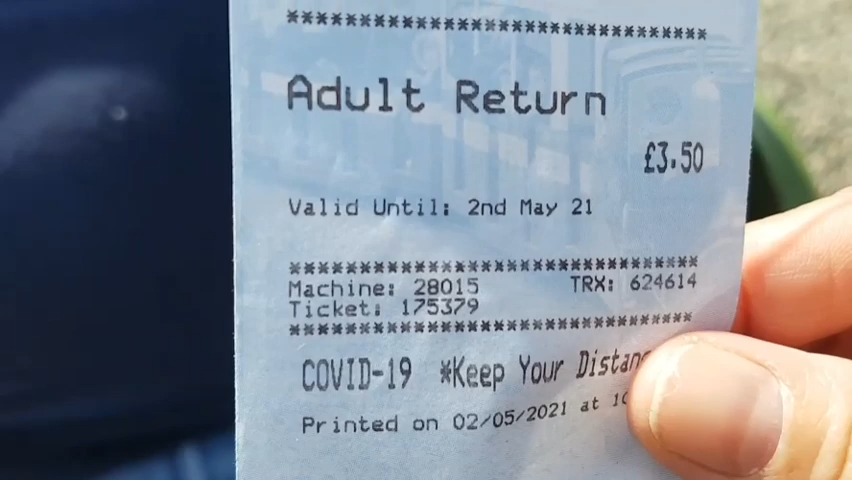 ********************************
Adult Return
£3.50
Valid Until: 2nd May 21
********************************
Machine: 28015 TRX: 624614
Ticket: 175379
********************************
COVID-19 *Keep Your
Printed on 02/05/2021 at